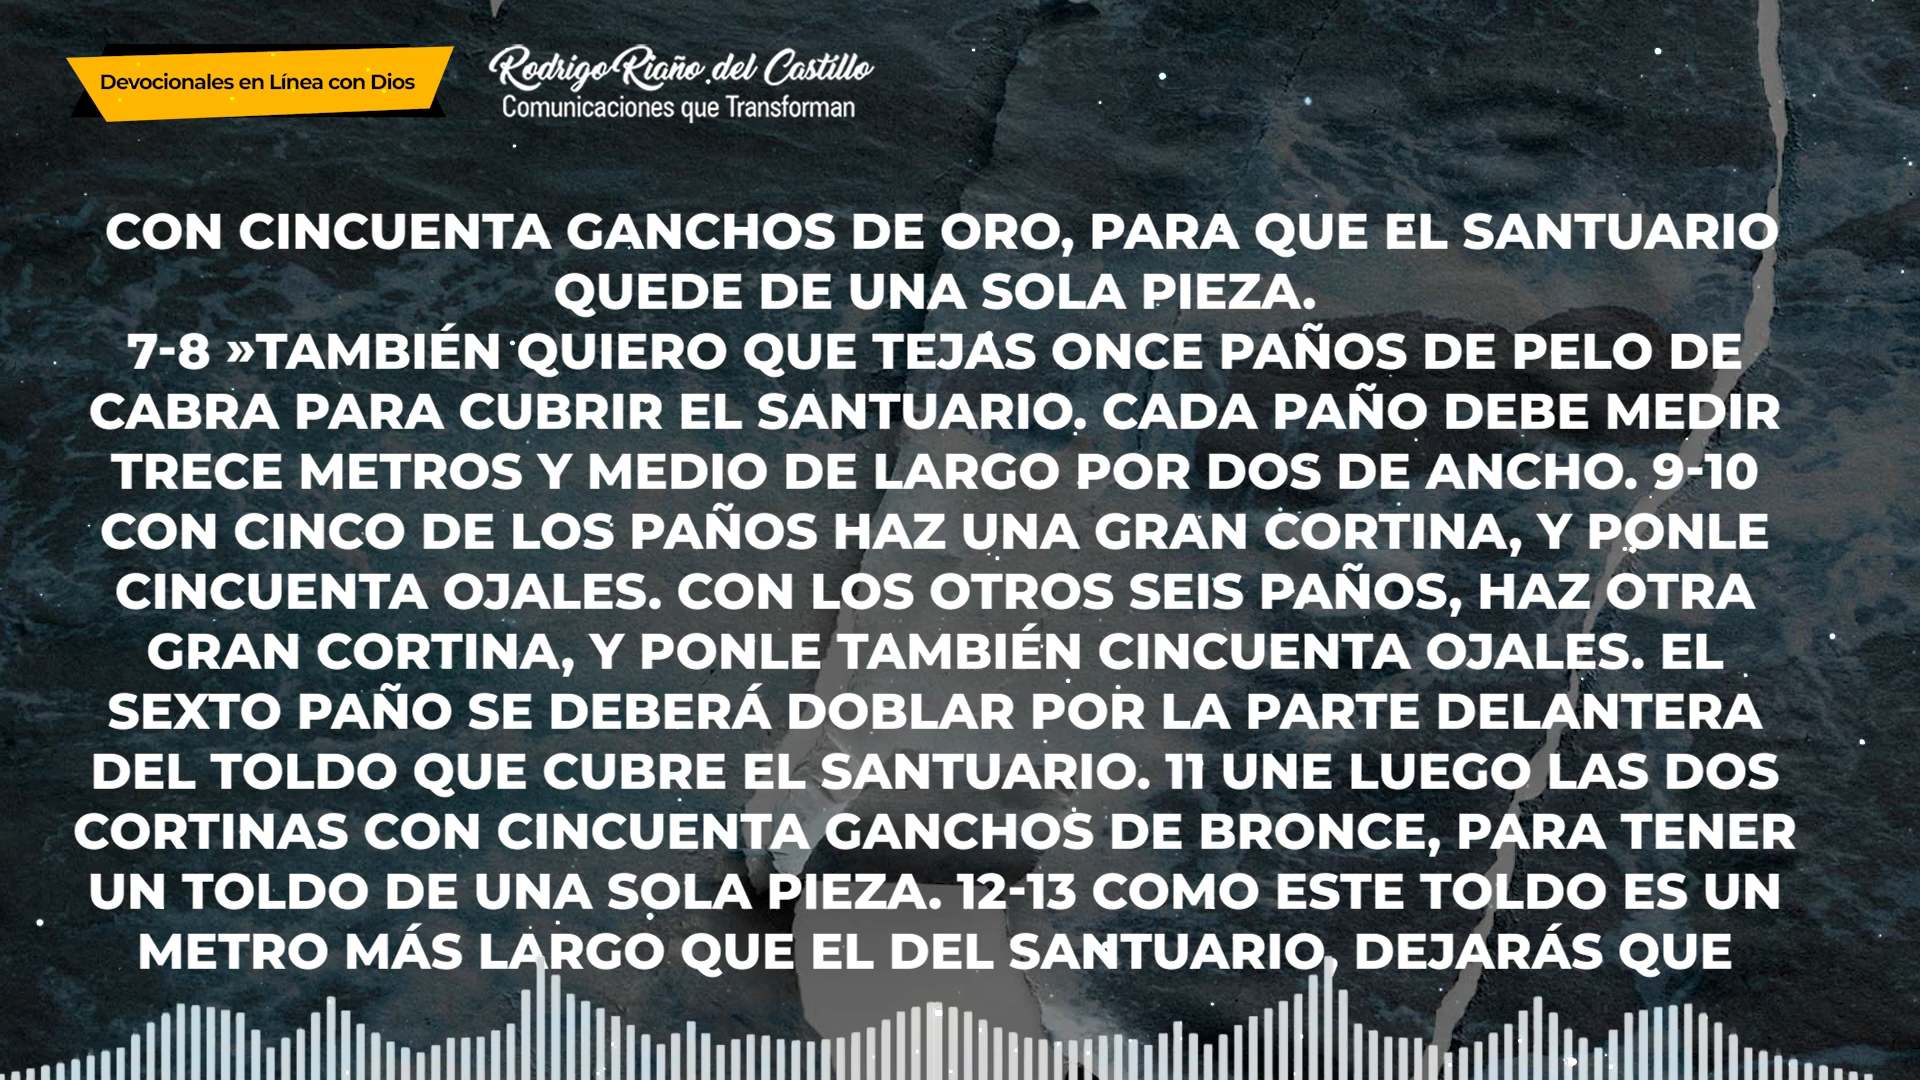 Devocionales en Línea con Dios
Rodrigo Riaño del Castillo
Comunicaciones que Transforman
CON CINCUENTA GANCHOS DE ORO, PARA QUE EL SANTUARIO
QUEDE DE UNA SOLA PIEZA.
7-8 »TAMBIÉN QUIERO QUE TEJAS ONCE PAÑOS DE PELO DE
CABRA PARA CUBRIR EL SANTUARIO. CADA PAÑO DEBE MEDIR
TRECE METROS Y MEDIO DE LARGO POR DOS DE ANCHO. 9-10
CON CINCO DE LOS PAÑOS HAZ UNA GRAN CORTINA, Y PONLE
CINCUENTA OJALES. CON LOS OTROS SEIS PAÑOS, HAZ OTRA
GRAN CORTINA, Y PONLE TAMBIÉN CINCUENTA OJALES. EL
SEXTO PAÑO SE DEBERÁ DOBLAR POR LA PARTE DELANTERA
DEL TOLDO QUE CUBRE EL SANTUARIO. 11 UNE LUEGO LAS DOS
CORTINAS CON CINCUENTA GANCHOS DE BRONCE, PARA TENER
UN TOLDO DE UNA SOLA PIEZA. 12-13 COMO ESTE TOLDO ES UN
METRO MÁS LARGO QUE EL DEL SANTUARIO, DEJARÁS QUE